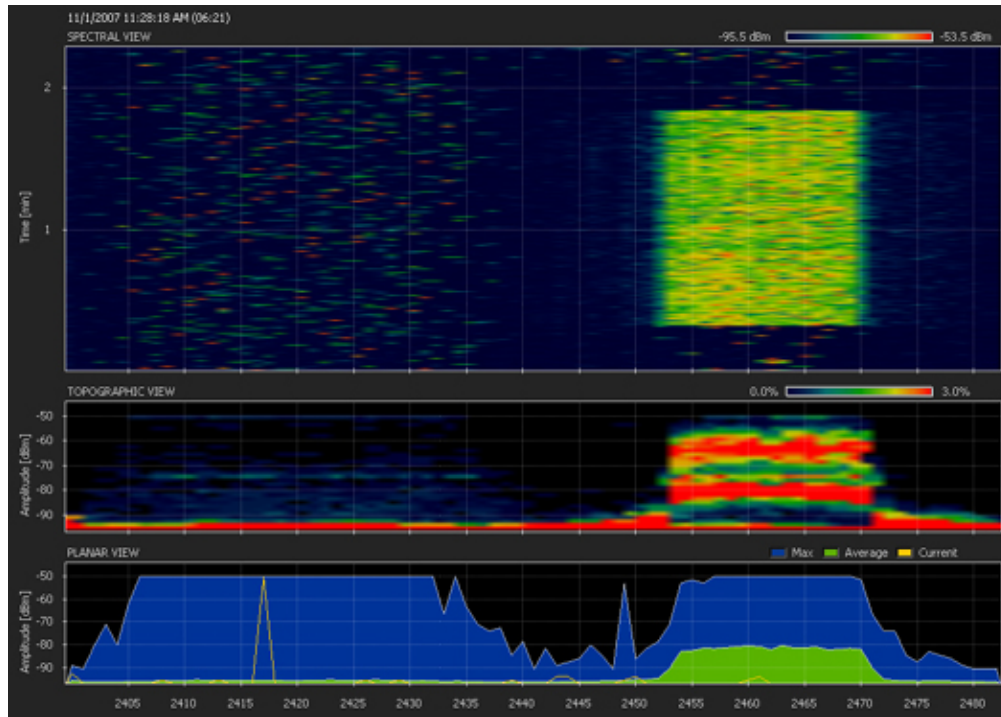 11/1/2007 11:28:18 AM (06:21)
SPECTRAL VIEW
-95.5 dBm
-53.5 dBm
2
1
Time [min]
TOPOGRAPHIC VIEW
0.0%
3.0%
-50
-60
-70
-80
-90
Amplitude [dBm]
PLANAR VIEW
Max
Average
Current
-50
-60
-70
-80
-90
Amplitude [dBm]
2405 2410 2415 2420 2425 2430 2435 2440 2445 2450 2455 2460 2465 2470 2475 2480